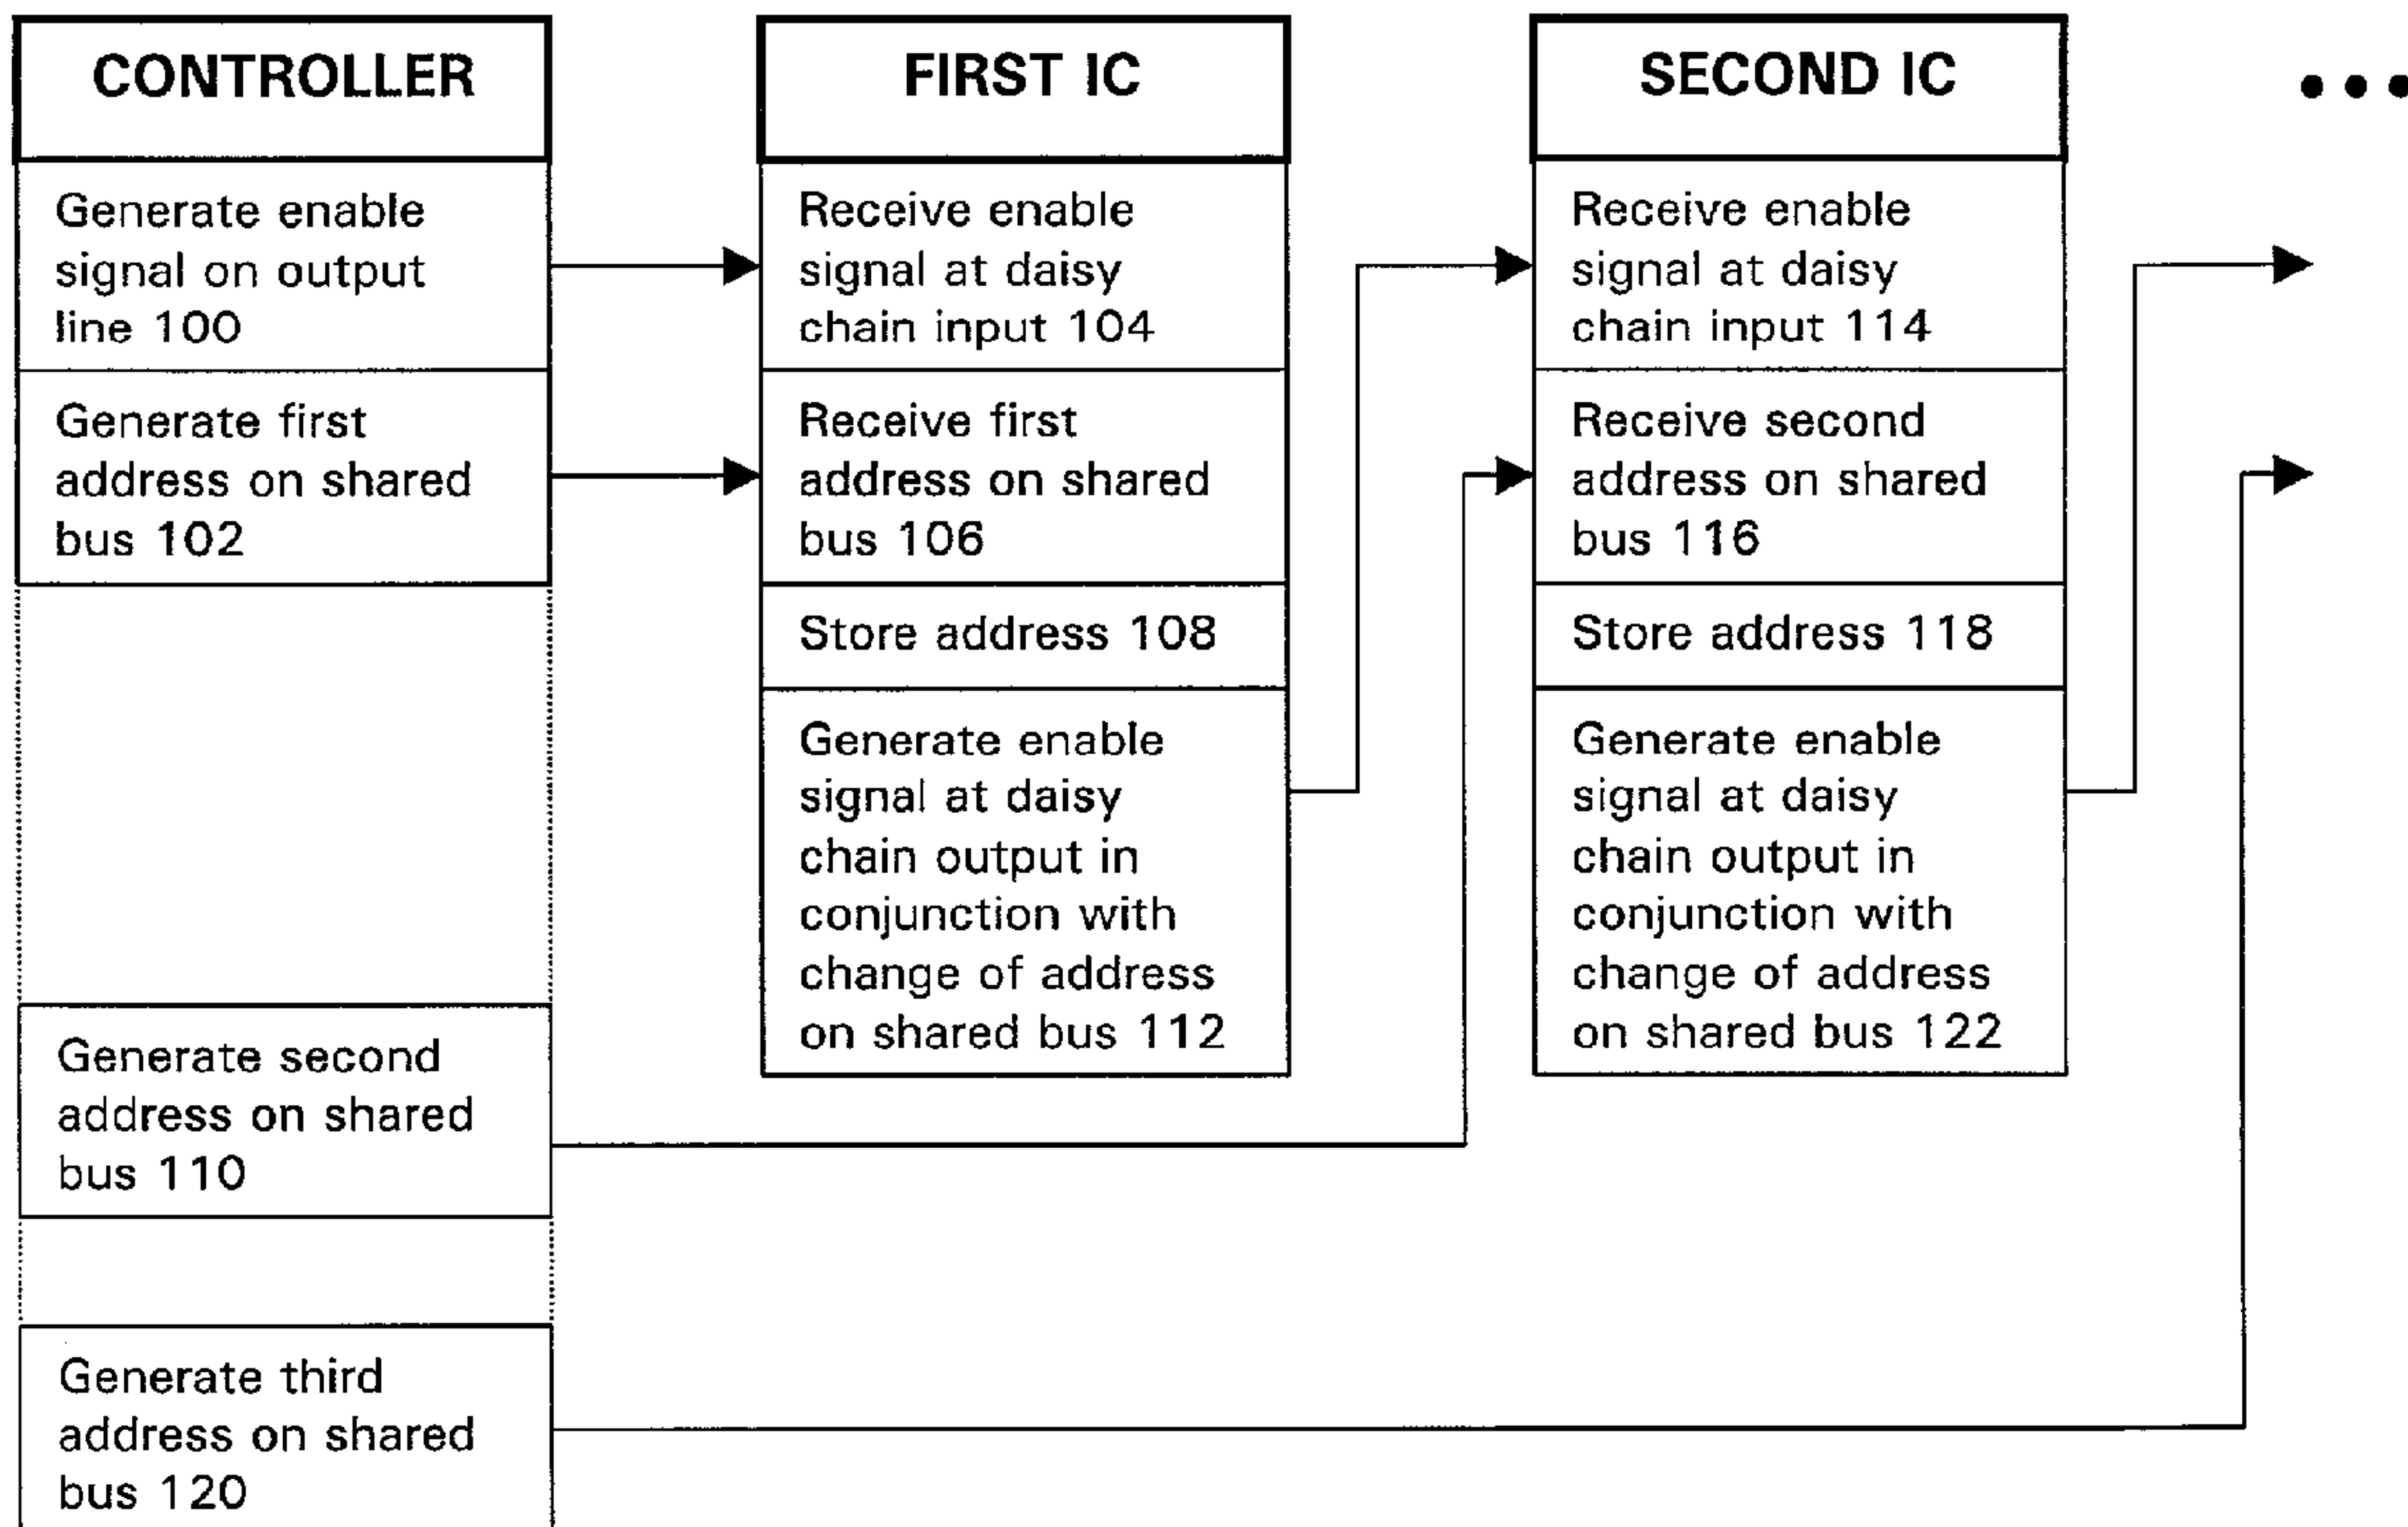 CONTROLLER
Generate enable
signal on output
line 100
Generate first
address on shared
bus 102
Generate second
address on shared
bus 110
Generate third
address on shared
bus 120
FIRST IC
Receive enable
signal at daisy
chain input 104
Receive first
address on shared
bus 106
Store address 108
Generate enable
signal at daisy
chain output in
conjunction with
change of address
on shared bus 112
SECOND IC
Receive enable
signal at daisy
chain input 114
Receive second
address on shared
bus 116
Store address 118
Generate enable
signal at daisy
chain output in
conjunction with
change of address
on shared bus 122
•••